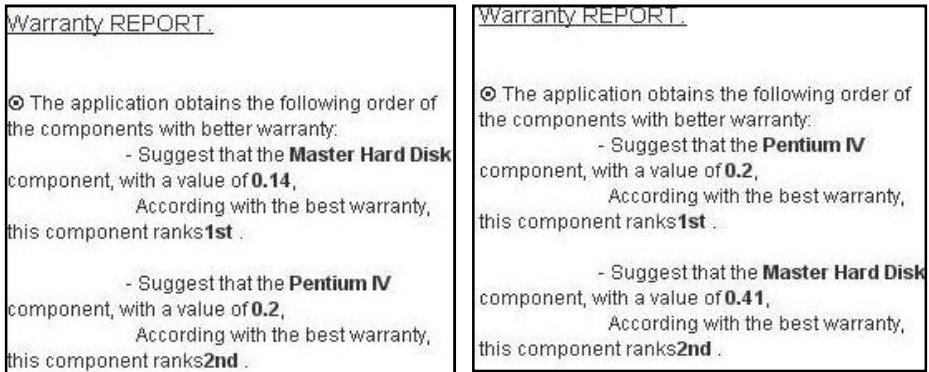 Warranty REPORT.
⊙ The application obtains the following order of
the components with better warranty:
- Suggest that the Master Hard Disk
component, with a value of 0.14,
According with the best warranty,
this component ranks1st .
- Suggest that the Pentium IV
component, with a value of 0.2,
According with the best warranty,
this component ranks2nd .
Warranty REPORT.
⊙ The application obtains the following order of
the components with better warranty:
- Suggest that the Pentium IV
component, with a value of 0.2,
According with the best warranty,
this component ranks1st .
- Suggest that the Master Hard Disk
component, with a value of 0.41,
According with the best warranty,
this component ranks2nd .